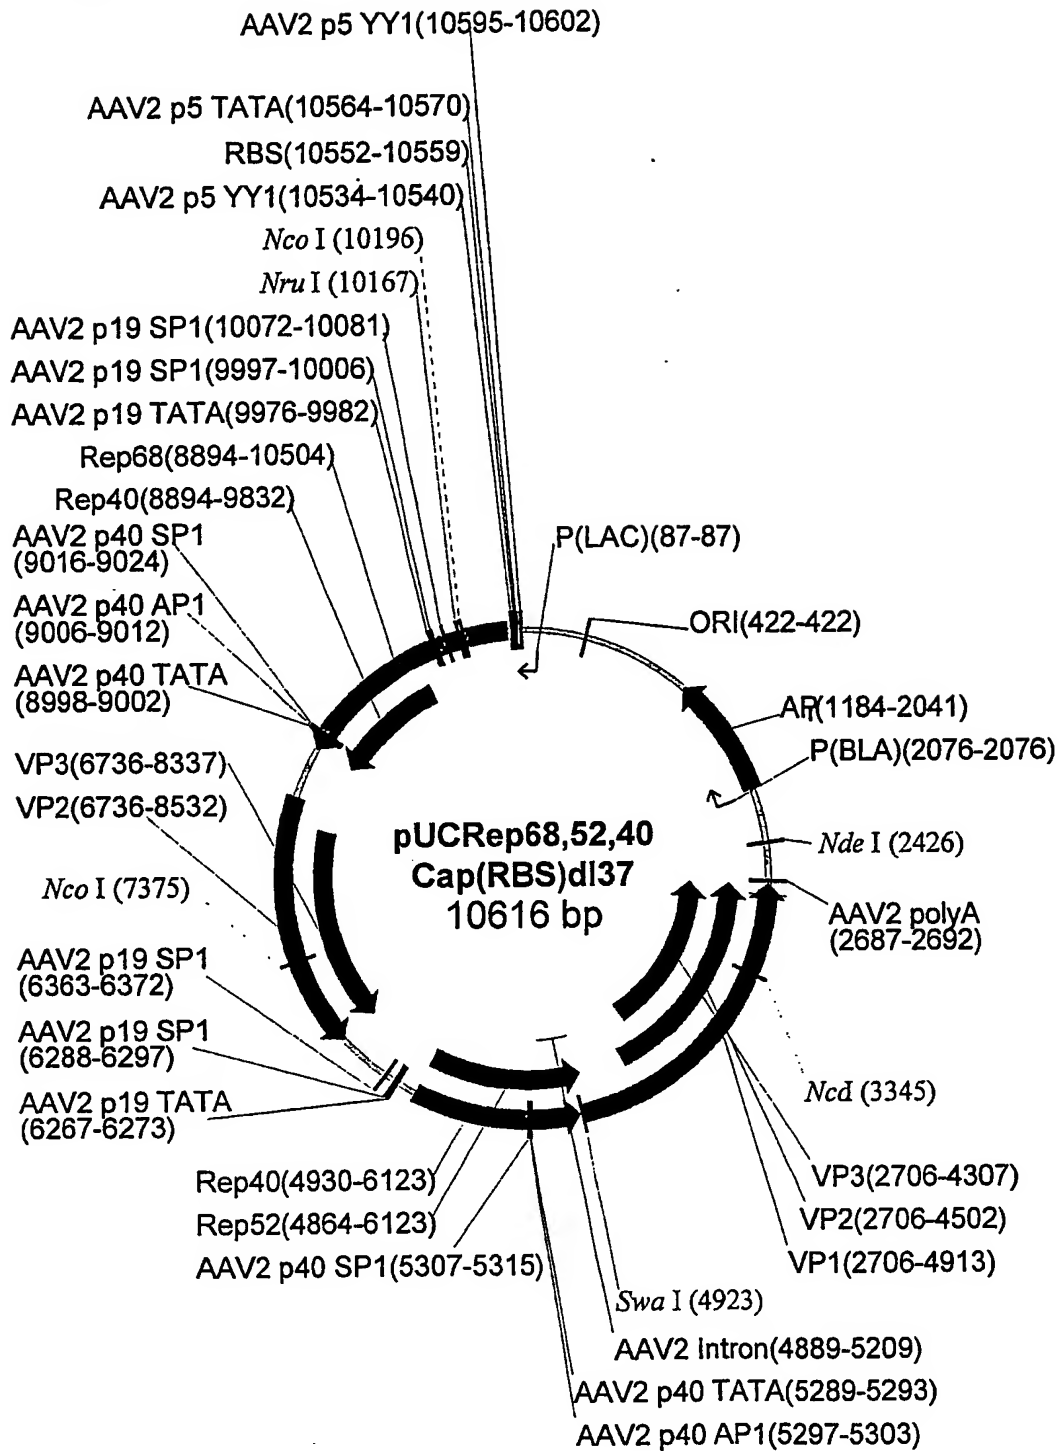 AAV2 p5 YY1(10595-10602)
AAV2 p5 TATA(10564-10570)
RBS(10552-10559)
AAV2 p5 YY1(10534-10540)
Nco I (10196)
Nru I (10167)
AAV2 p19 SP1(10072-10081)
AAV2 p19 SP1(9997-10006)
AAV2 p19 TATA(9976-9982)
Rep68(8894-10504)
Rep40(8894-9832)
AAV2 p40 SP1
(9016-9024)
AAV2 p40 AP1
(9006-9012)
AAV2 p40 TATA
(8998-9002)
VP3(6736-8337)
VP2(6736-8532)
Nco I (7375)
AAV2 p19 SP1
(6363-6372)
AAV2 p19 SP1
(6288-6297)
AAV2 p19 TATA
(6267-6273)
Rep40(4930-6123)
Rep52(4864-6123)
AAV2 p40 SP1(5307-5315)
P(LAC)(87-87)
ORI(422-422)
(1184-2041)
P(BLA)(2076-2076)
Nde I (2426)
AAV2 polyA
(2687-2692)
pUCRep68,52,40
Cap(RBS)dl37
10616 bp
(3345)
VP3(2706-4307)
VP2(2706-4502)
VP1(2706-4913)
Swa I (4923)
AAV2 Intron(4889-5209)
AAV2 p40 TATA(5289-5293)
AAV2 p40 AP1(5297-5303)